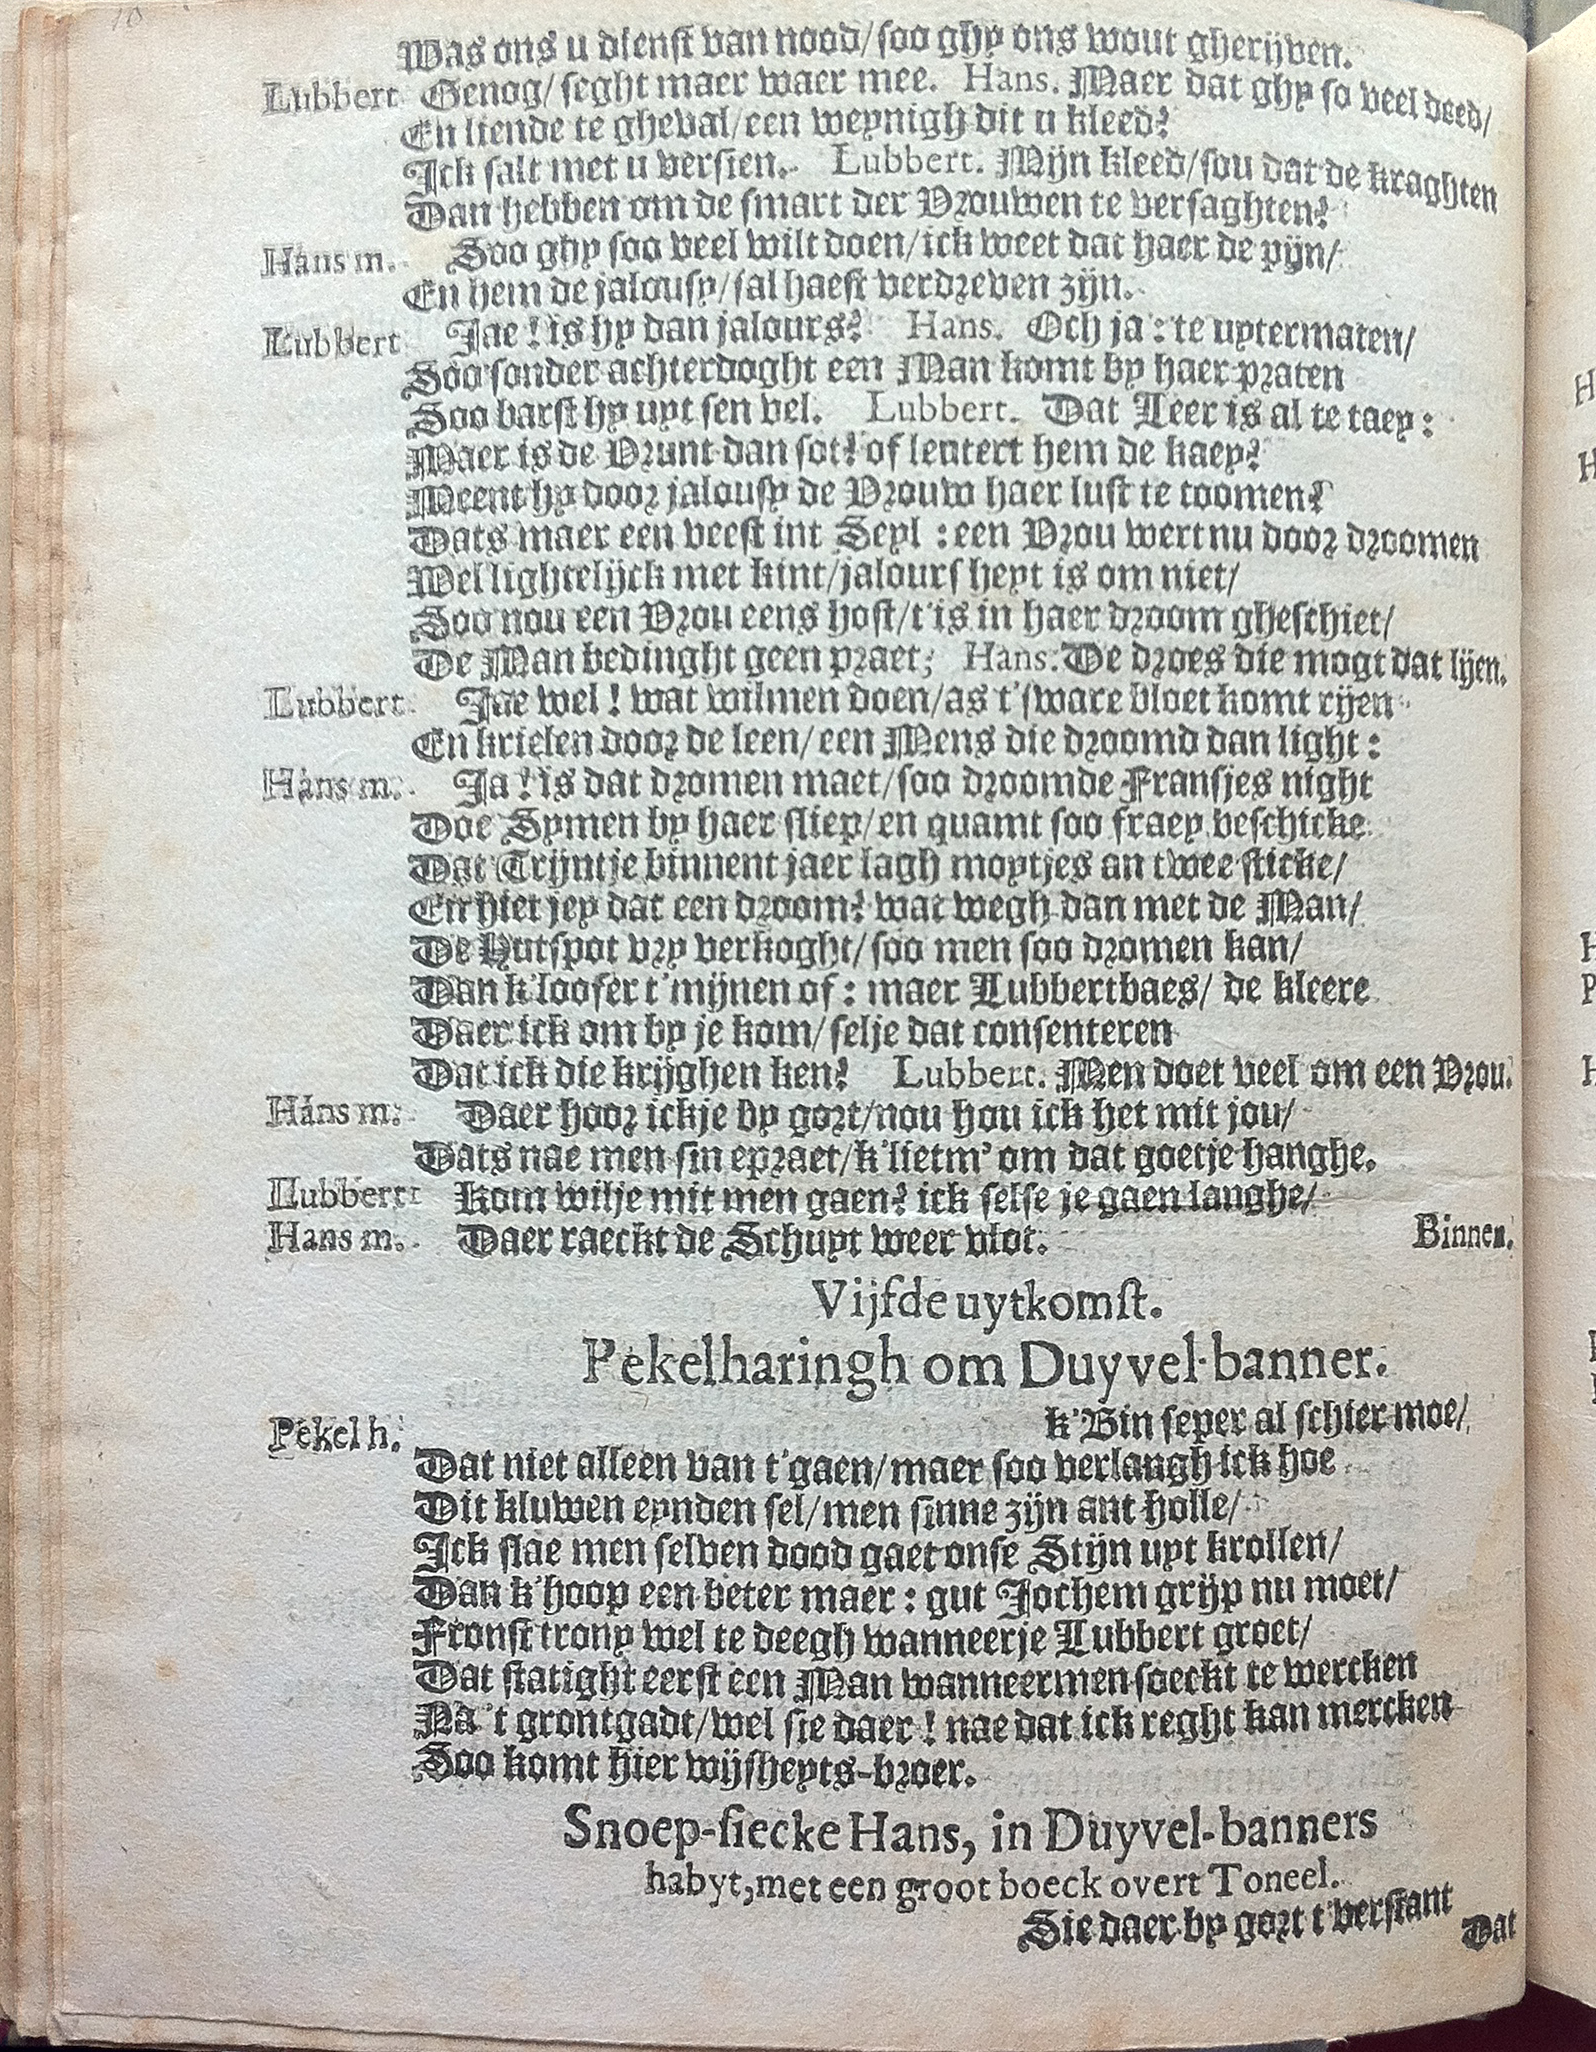 10
Was ons u dienst van nood/soo ghy ons wout gherijven.
Lubbert Genog/ seght maer waer mee. Hans. Maer dat ghy so veel deed/
En liende te gheval/een weynigh dit u kleed?
Ick salt met u versien. Lubbert. Mijn kleed/sou dat de kraghten
Dan hebben om de smart der Vrouwen te versaghten?
Hans m. Soo ghy soo veel wilt doen/ick weet dat haer de pijn/
En hem de jalousy/sal haest verdreven zijn.
Lubbert Jae! is hy dan jalours? Hans. Och ja: te uytermaten/
Soo sonder achterdoght een Man komt by haer praten
Soo barst hy uyt sen vel. Lubbert. Dat Leer is al te taey:
Maer is de Vrunt dan sot? of leutert hem de kaey?
Meent hy door jalousy de Vrouw haer lust te toomen?
Dats maer een veest int Seyl: een Vrou wert nu door droomen
Wel lightelijck met kint/jalours heyt is om niet/
Soo nou een Vrou eens host/t'is in haer droom gheschiet/
De Man bedinght geen praet; Hans. De droes die mogt dat lijen.
Lubbert. Jae wel! wat wilmen doen/as t'sware bloet komt rijen
En krielen door de leen/een Mens die droomd dan light:
Hans m. Ja! is dat dromen maet/soo droomde Fransjes night
Doe Symen by haer sliep/en quamt soo fraey beschicke
Dat Trijntje binnent jaer lagh moytjes an twee sticke/
En hiet jey dat een droom? wat wegh dan met de Man/
De Hutspot vry verkoght/soo men soo dromen kan/
Dan k'loofer t'mijnen of: maer Lubbertbaes/ de kleere
Daer ick om by je kom/selje dat consenteren
Dat ick die krijghen ken? Lubbert. Men doet veel om een Vrou.
Hans m. Daer hoor ickje by gort/nou hou ick het mit jou/
Dats nae men sin epraet/k'lietm' om dat goetje hanghe.
Lubbert Kom wilje mit men gaen? ick selse je gaen langhe/
Hans m. Daer raeckt de Schuyt weer vlot. Binnen.
Vijfde uytkomst.
Pekelharingh om Duyvel-banner.
Pekel h. k'Bin seper al schier moe/
Dat niet alleen van t'gaen/maer soo verlangh ick hoe
Dit kluwen eynden sel/men sinne zijn ant holle/
Ick slae men selven dood gaet onse Stijn uyt krollen/
Dan k'hoop een beter maer: gut Jochem grijp nu moet/
Fronst trony wel te deegh wanneerje Lubbert groet/
Dat statight eerst een Man wanneermen soeckt te wercken
Na 't grontgadt/wel sie daer! nae dat ick reght kan mercken
Soo komt hier wijsheyts-broer.
Snoep-siecke Hans, in Duyvel-banners
habyt, met een groot boeck overt Toneel.
Sie daer by gort t'verstant
Dat